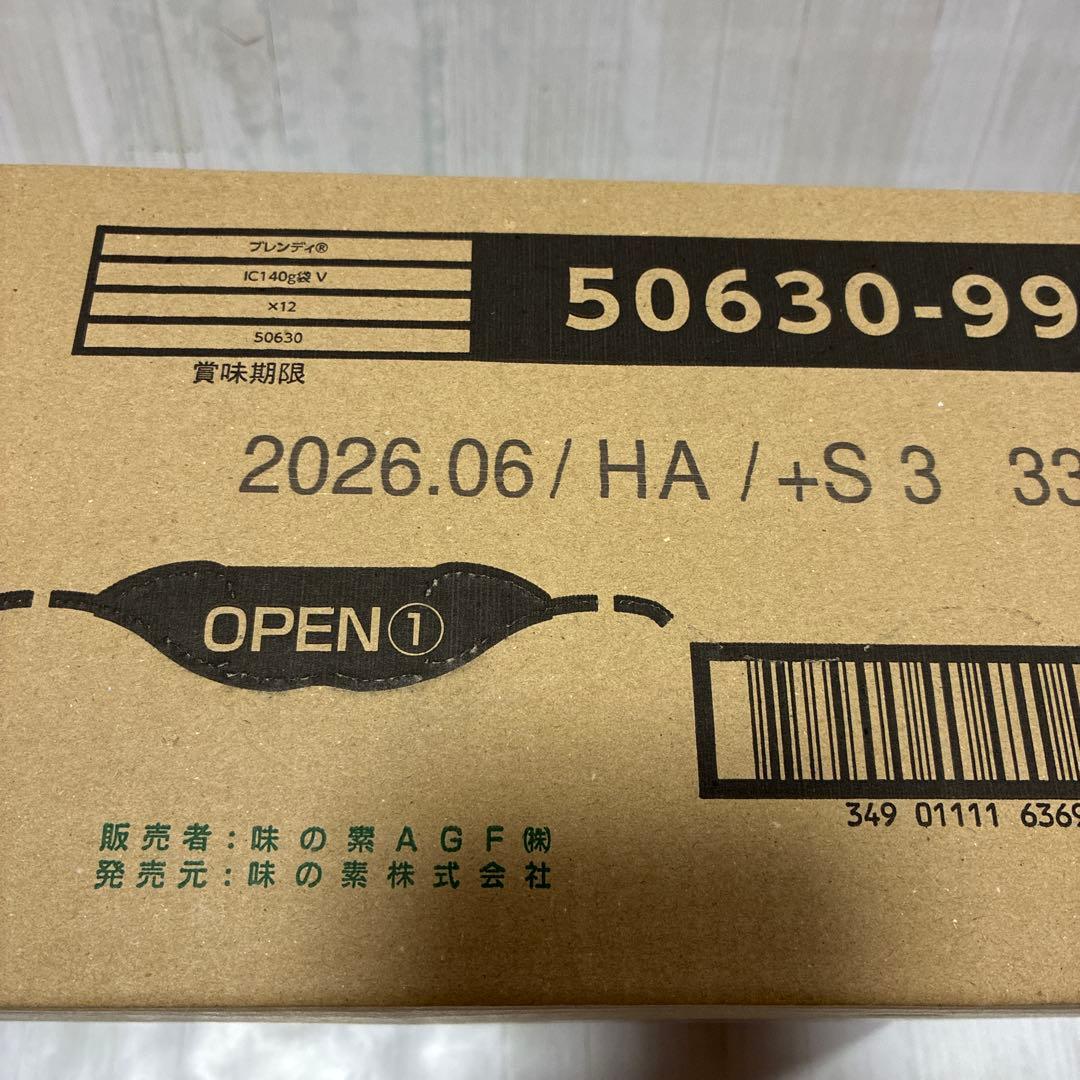 ブレンディ®
IC140g袋 V
×12
50630
50630-99
賞味期限
2026.06/ HA / +S 3 33
OPEN①
349 01111 6369
販売者:味の素AGF㈱
発売元:味の素株式会社